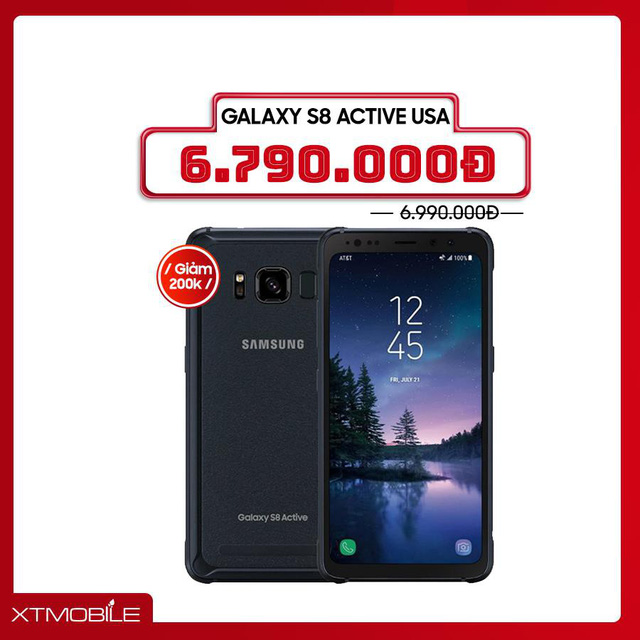 GALAXY S8 ACTIVE USA
6.790.000Đ
6.990.000Đ
/ Giảm
200k /
SAMSUNG
Galaxy S8 Active
AT&T
100%
12
45
FRI, JULY 21
XTMOBILE